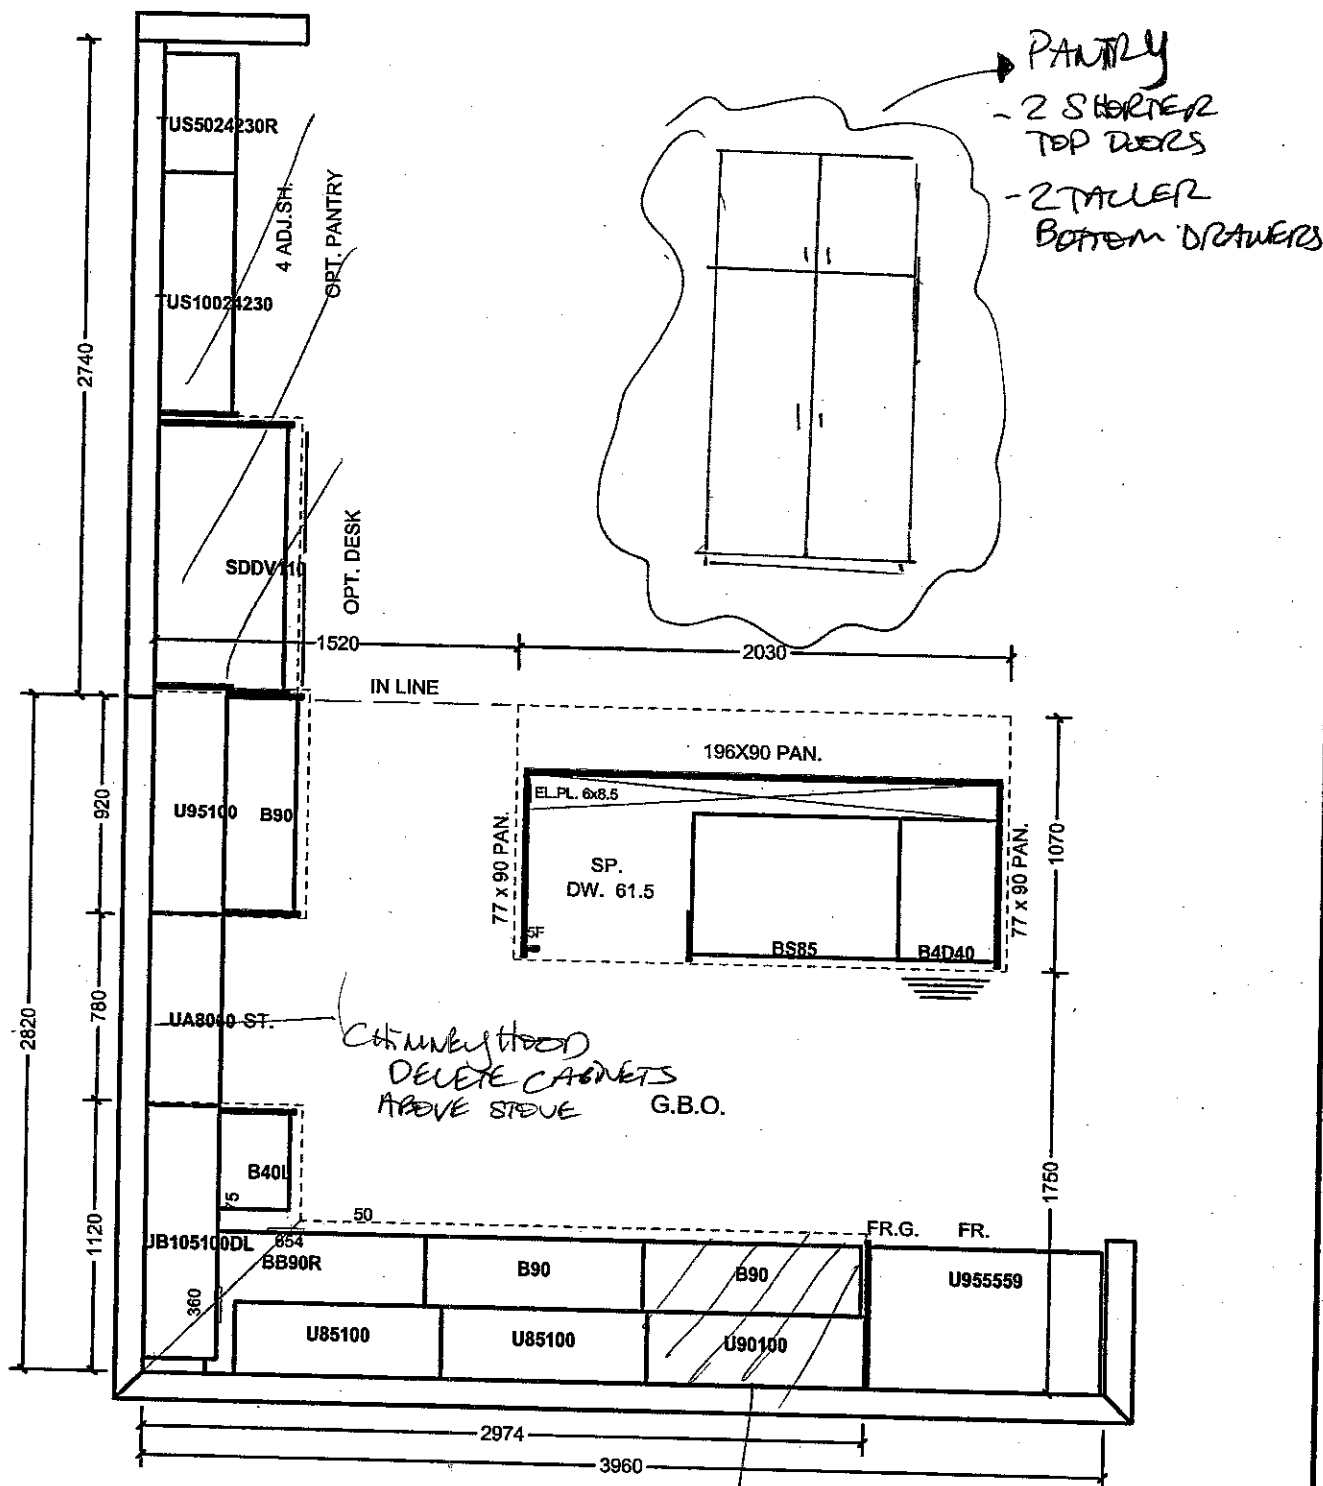 PANTRY
- 2 SHORTER
TOP DOORS
- 2 TALLER
BOTTOM DRAWERS
TUS5024230R
4 ADJ.SH.
OPT. PANTRY
TUS10024230
2740
SDDV110
OPT. DESK
1520
2030
IN LINE
196X90 PAN.
EL.PL. 6x8.5
U95100
B90
920
77 x 90 PAN.
SP.
DW. 61.5
77 x 90 PAN.
1070
SF
BS85
B4D40
2820
780
UA8060 ST.
CHIMNEY HOOD
DELETE CABINETS
ABOVE STOVE
G.B.O.
B40L
75
1750
1120
50
UB105100DL
654
BB90R
B90
B90
FR.G.
FR.
U955559
360
U85100
U85100
U90100
2974
3960